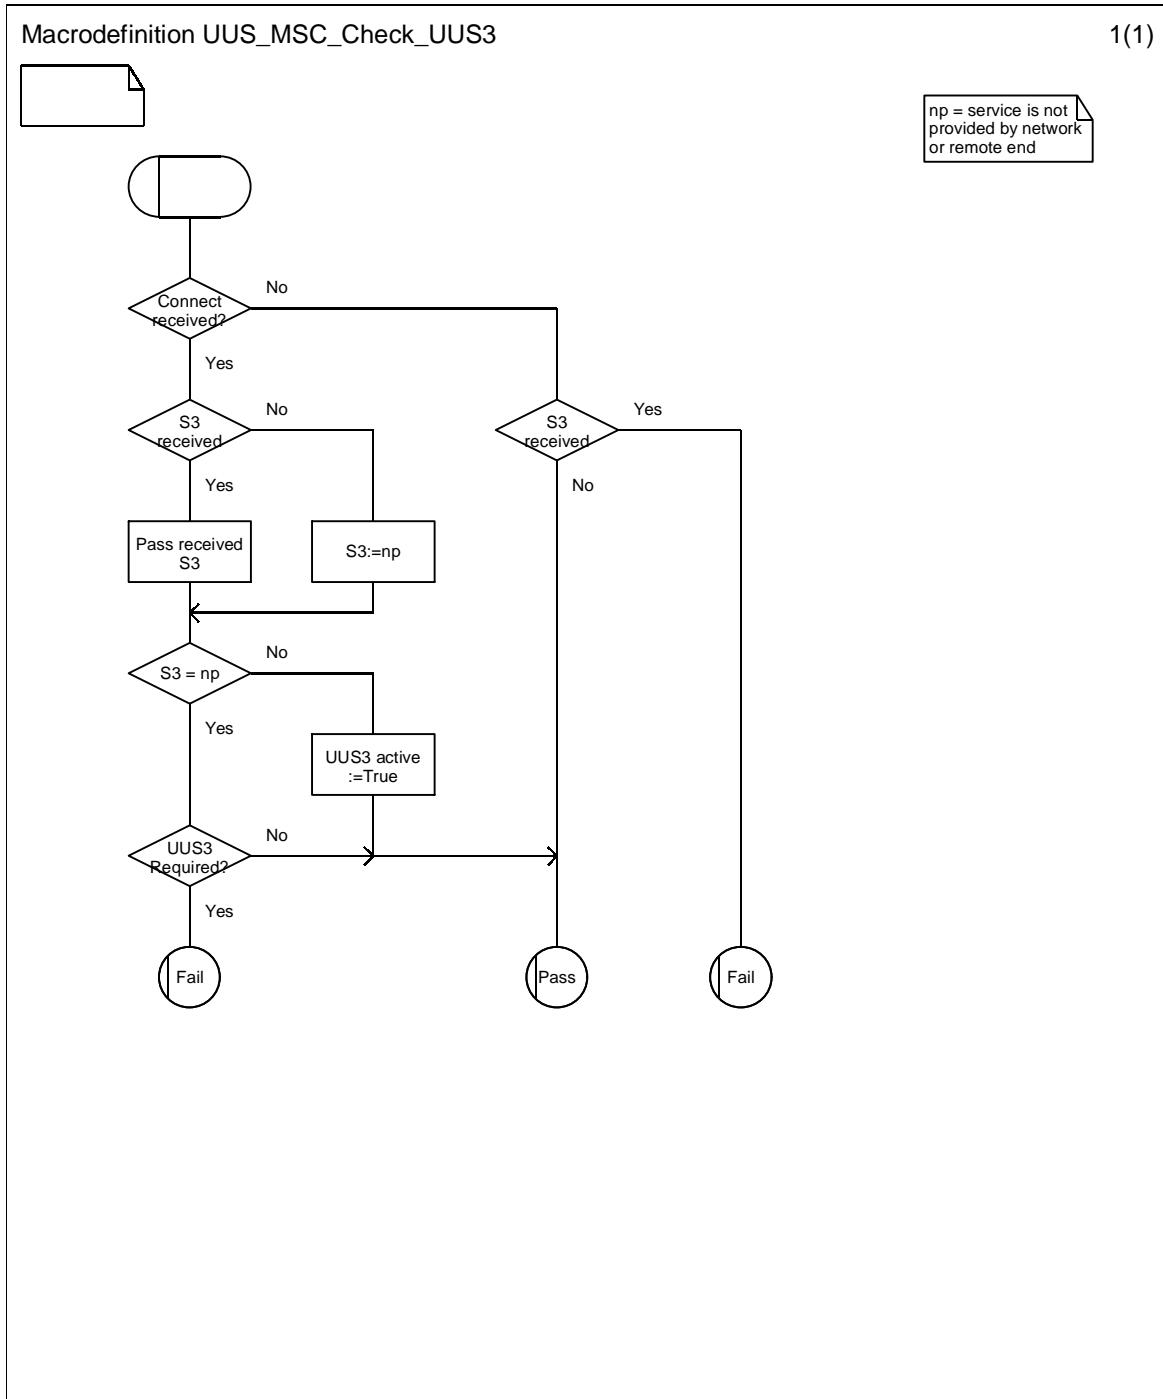 Macrodefinition UUS_MSC_Check_UUS3
1(1)
np = service is not
provided by network
or remote end
Connect
received?
No
Yes
S3
received
No
S3
received
Yes
Yes
No
Pass received
S3
S3:=np
S3 = np
No
Yes
UUS3 active
:=True
UUS3
Required?
No
Yes
Fail
Pass
Fail